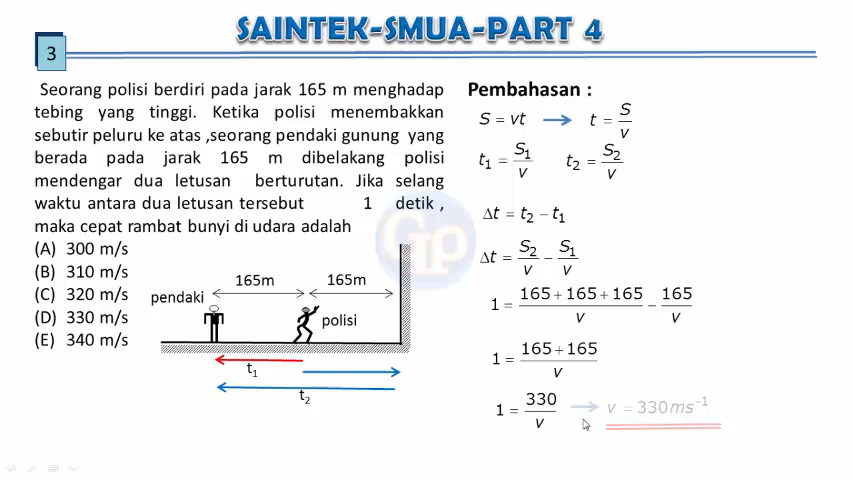 SAINTEK-SMUA-PART 4
3
Seorang polisi berdiri pada jarak 165 m menghadap
tebing yang tinggi. Ketika polisi menembakkan
sebutir peluru ke atas ,seorang pendaki gunung yang
berada pada jarak 165 m dibelakang polisi
mendengar dua letusan berturutan. Jika selang
waktu antara dua letusan tersebut 1 detik ,
maka cepat rambat bunyi di udara adalah
(A) 300 m/s
(B) 310 m/s
(C) 320 m/s
(D) 330 m/s
(E) 340 m/s
165m 165m
pendaki
polisi
t₁
t₂
Pembahasan :
S = vt → t = S/v
t₁ = S₁/v t₂ = S₂/v
Δt = t₂ − t₁
Δt = S₂/v − S₁/v
1 = (165 + 165 + 165)/v − 165/v
1 = (165 + 165)/v
1 = 330/v → v = 330 ms⁻¹
Gp